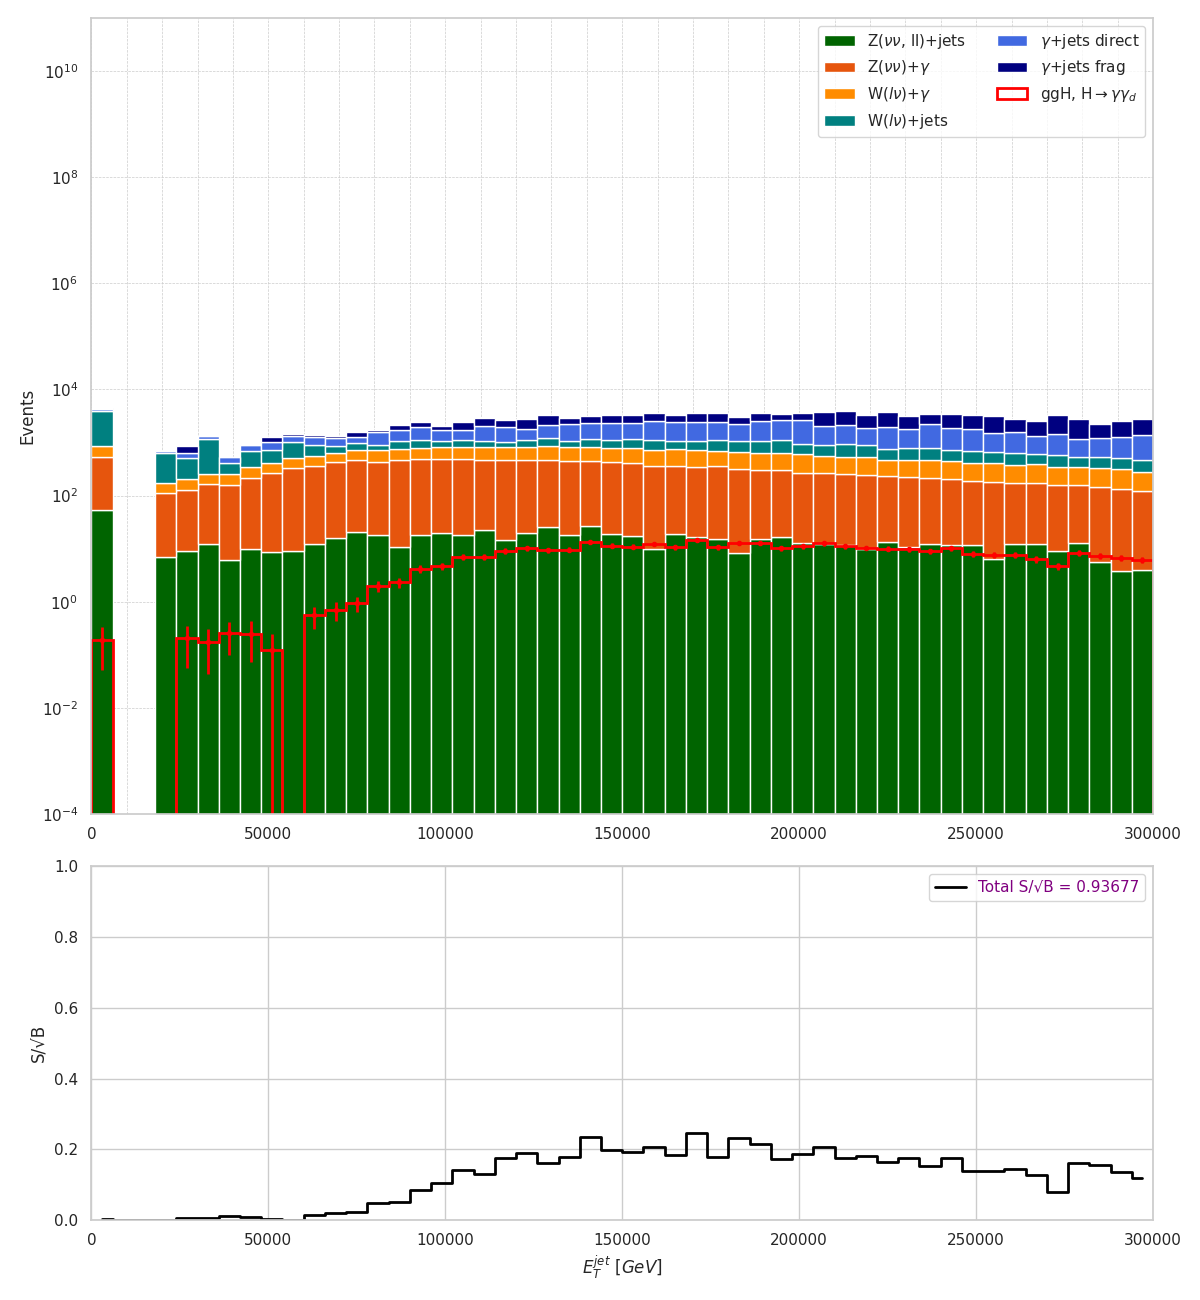 Z(νν, ll)+jets
Z(νν)+γ
W(lν)+γ
W(lν)+jets
γ+jets direct
γ+jets frag
ggH, H → γγ_d
Events
10^10
10^8
10^6
10^4
10^2
10^0
10^−2
10^−4
0 50000 100000 150000 200000 250000 300000
Total S/√B = 0.93677
S/√B
1.0
0.8
0.6
0.4
0.2
0.0
0 50000 100000 150000 200000 250000 300000
E_T^jet [GeV]